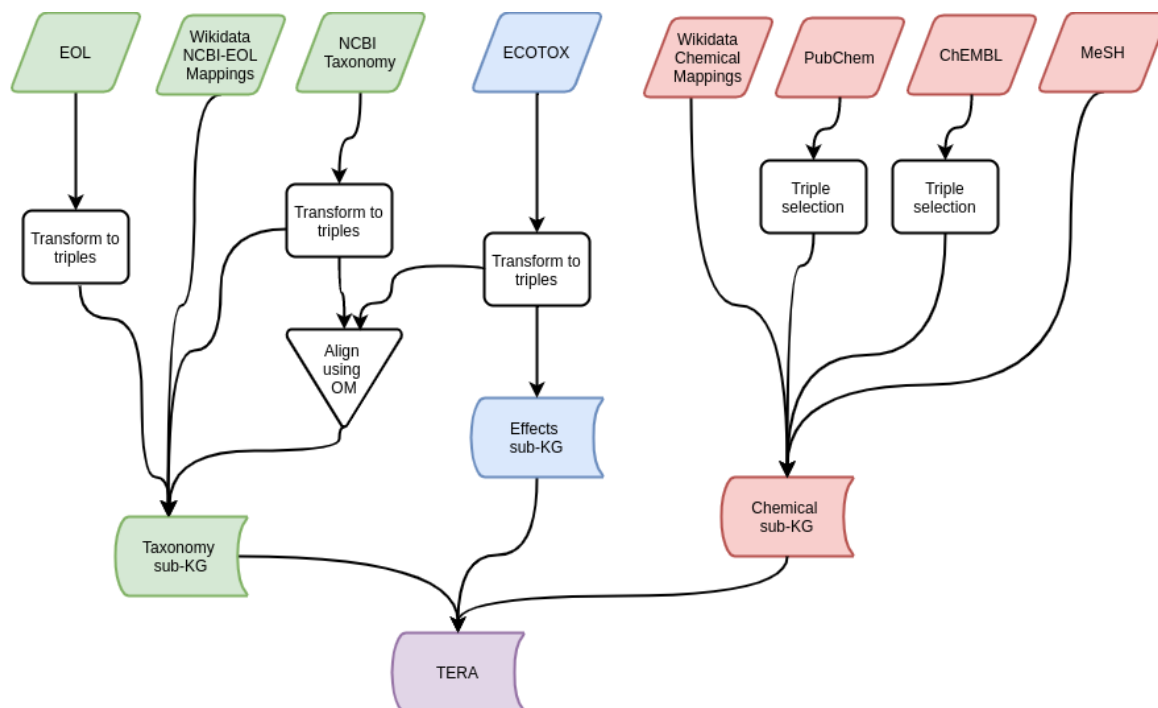 EOL
Wikidata
NCBI-EOL
Mappings
NCBI
Taxonomy
ECOTOX
Wikidata
Chemical
Mappings
PubChem
ChEMBL
MeSH
Transform to
triples
Transform to
triples
Transform to
triples
Triple
selection
Triple
selection
Align
using
OM
Effects
sub-KG
Taxonomy
sub-KG
Chemical
sub-KG
TERA